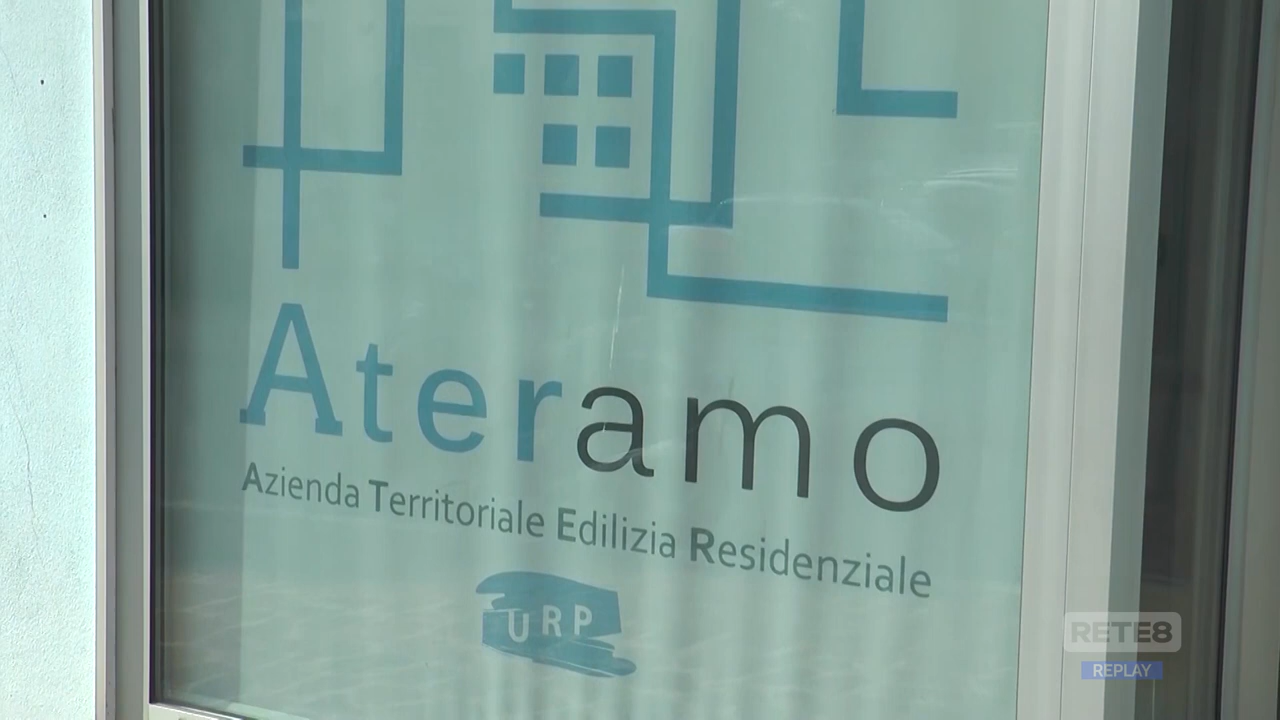 Ateramo
Azienda Territoriale Edilizia Residenziale
URP
RETE8
REPLAY